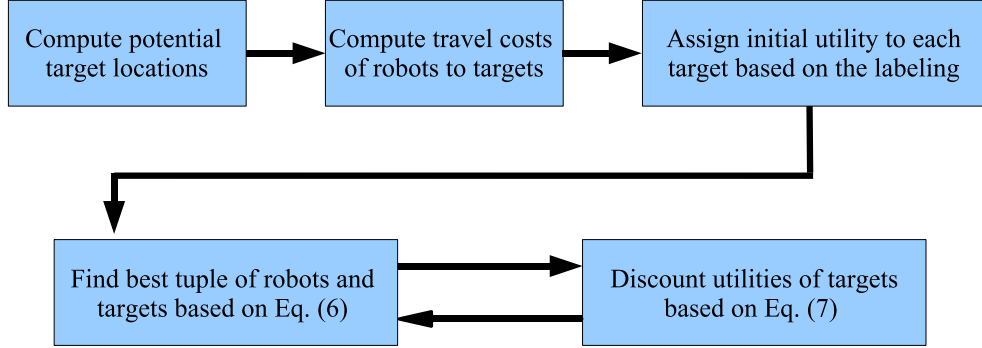 Compute potential
target locations
Compute travel costs
of robots to targets
Assign initial utility to each
target based on the labeling
Find best tuple of robots and
targets based on Eq. (6)
Discount utilities of targets
based on Eq. (7)